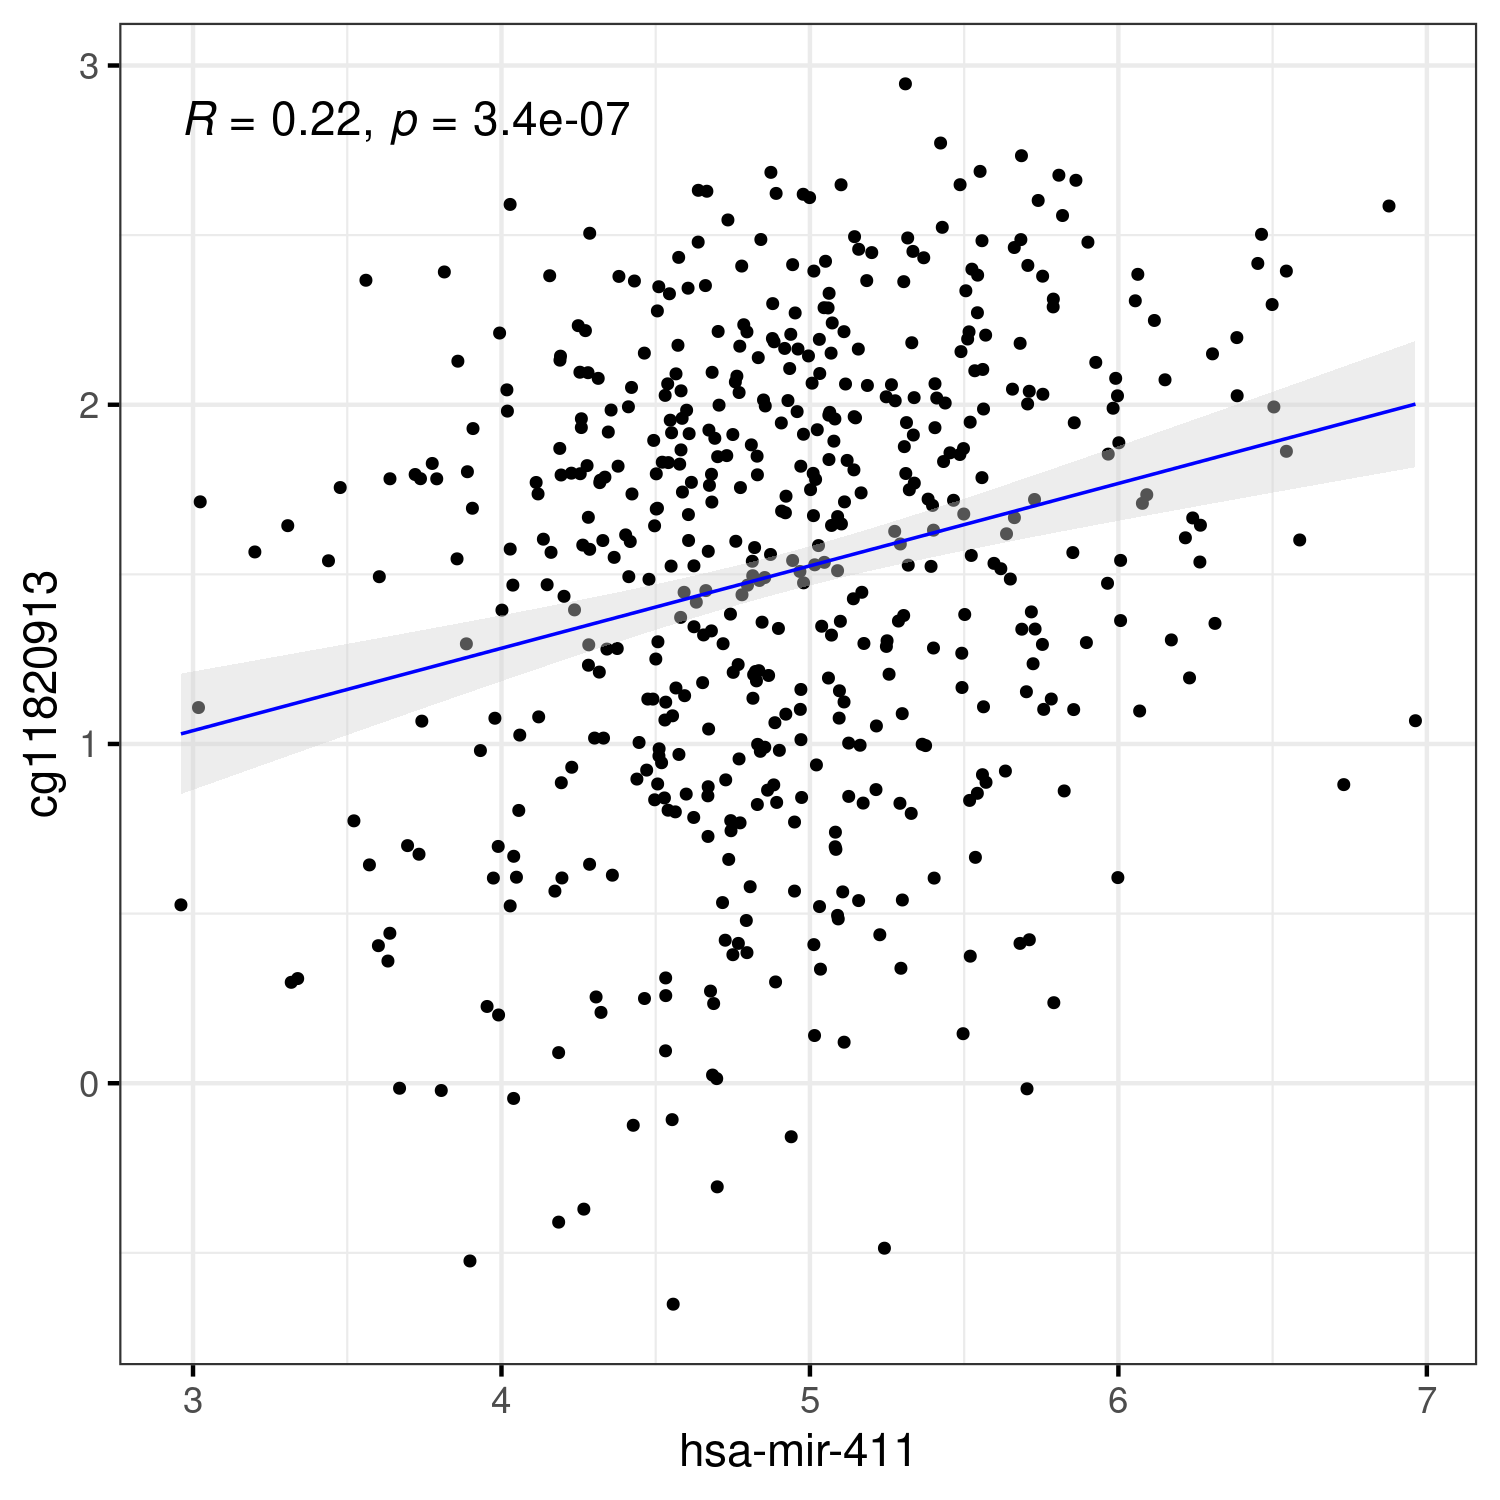 R = 0.22, p = 3.4e-07
3
2
1
0
cg11820913
3 4 5 6 7
hsa-mir-411